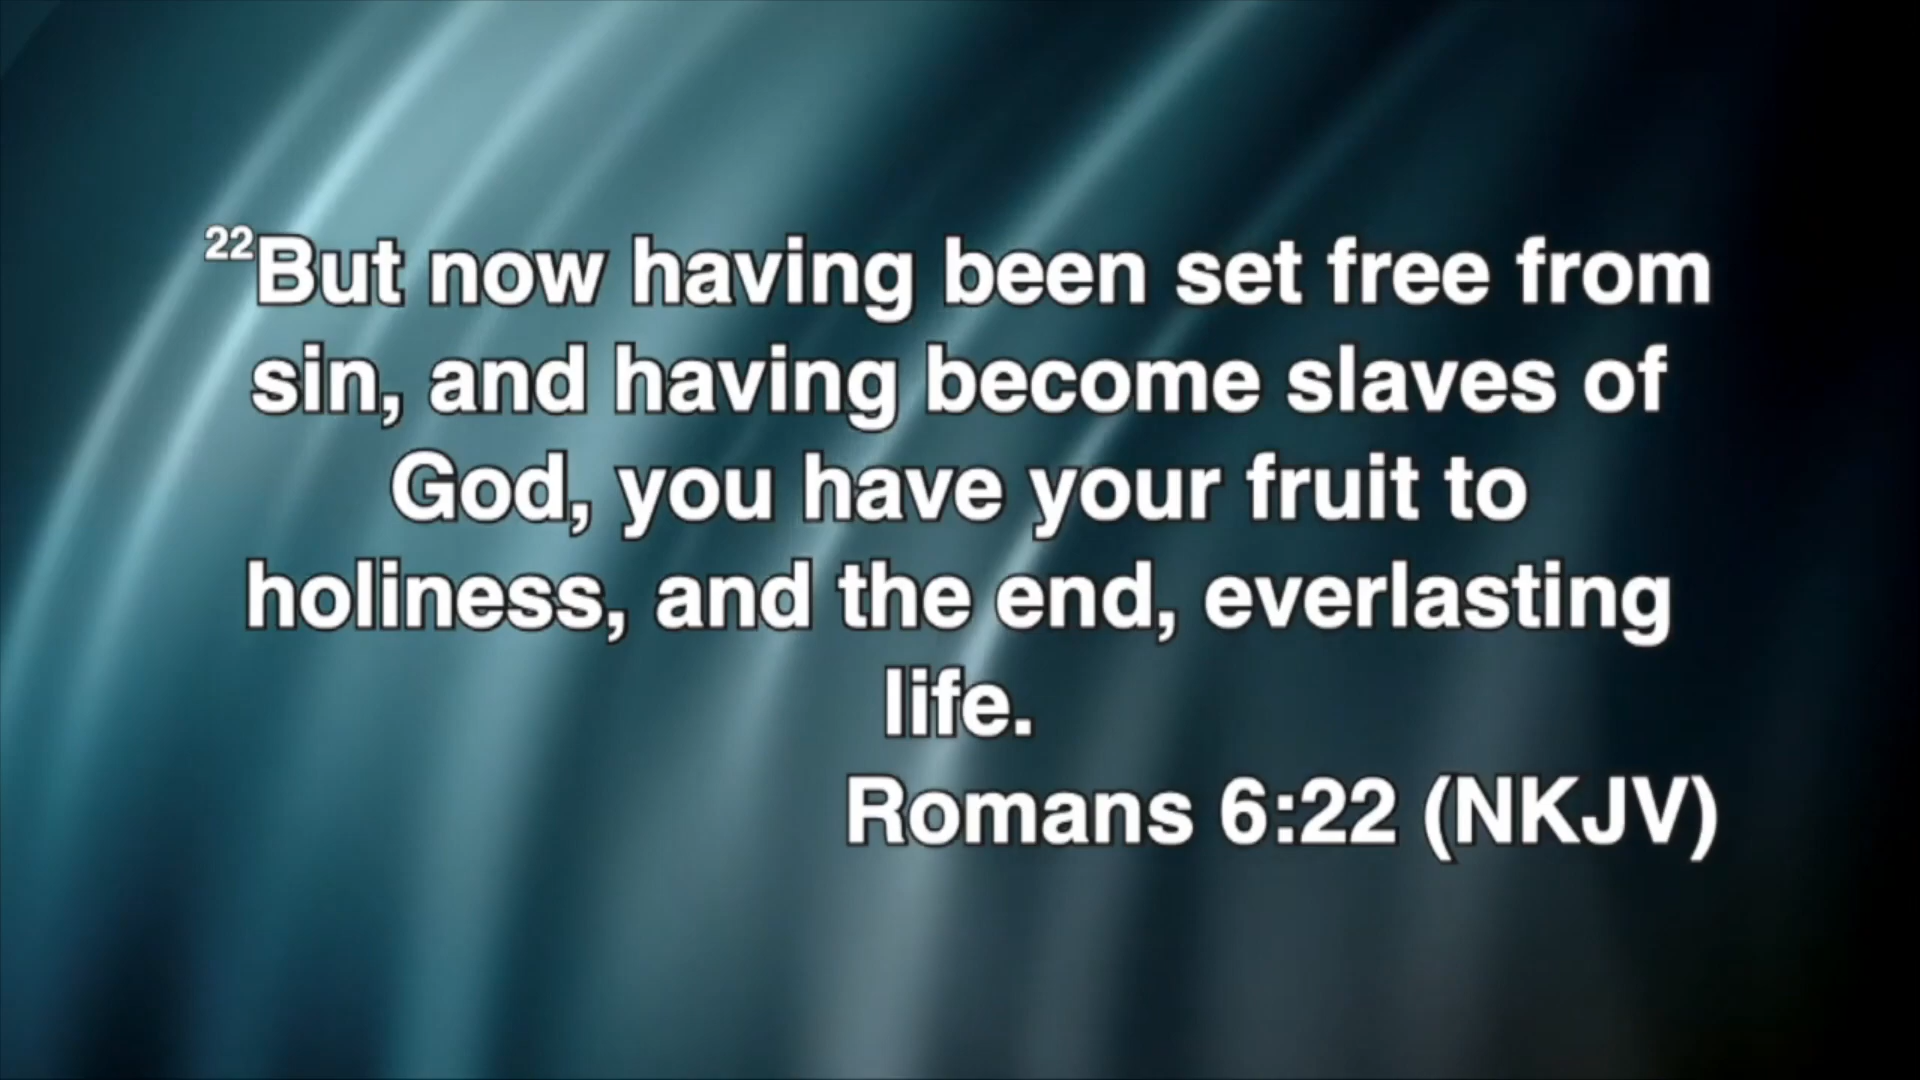 22But now having been set free from
sin, and having become slaves of
God, you have your fruit to
holiness, and the end, everlasting
life.
Romans 6:22 (NKJV)